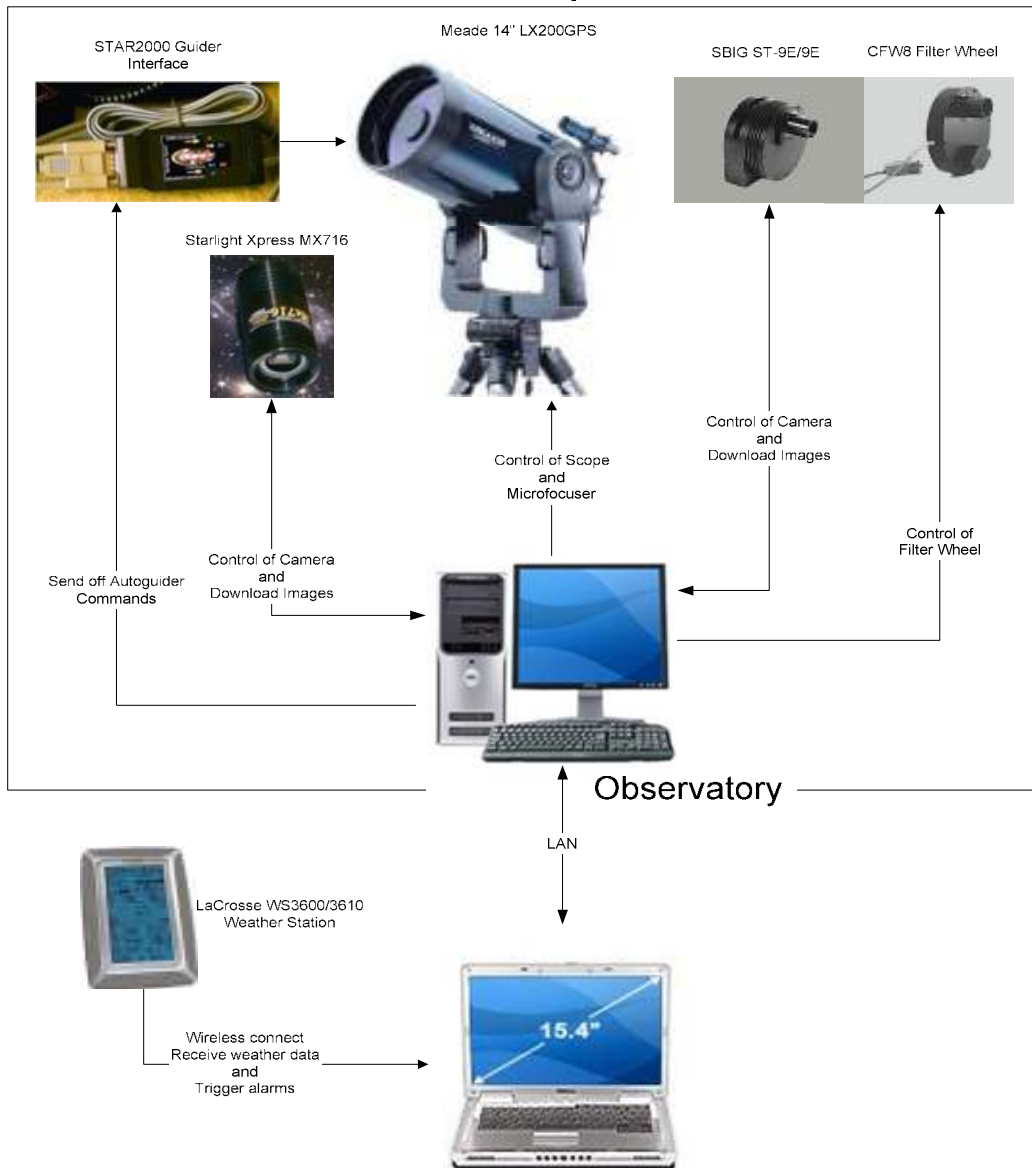 Meade 14" LX200GPS
STAR2000 Guider
Interface
SBIG ST-9E/9E
CFW8 Filter Wheel
Starlight Xpress MX716
Control of Camera
and
Download Images
Control of Scope
and
Microfocuser
Control of
Filter Wheel
Control of Camera
and
Download Images
Send off Autoguider
Commands
Observatory
LAN
LaCrosse WS3600/3610
Weather Station
Wireless connect
Receive weather data
and
Trigger alarms
15.4"